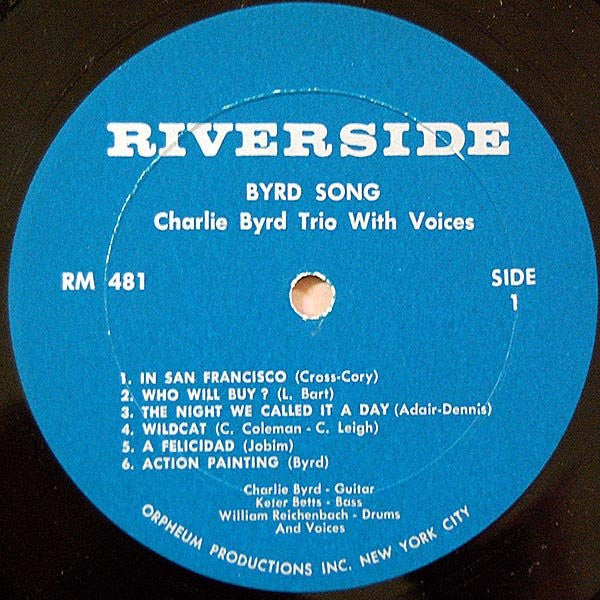 RIVERSIDE
BYRD SONG
Charlie Byrd Trio With Voices
RM 481
SIDE
1
1. IN SAN FRANCISCO (Cross-Cory)
2. WHO WILL BUY? (L. Bart)
3. THE NIGHT WE CALLED IT A DAY (Adair-Dennis)
4. WILDCAT (C. Coleman - C. Leigh)
5. A FELICIDAD (Jobim)
6. ACTION PAINTING (Byrd)
Charlie Byrd - Guitar
Keter Betts - Bass
William Reichenbach - Drums
And Voices
ORPHEUM PRODUCTIONS INC. NEW YORK CITY